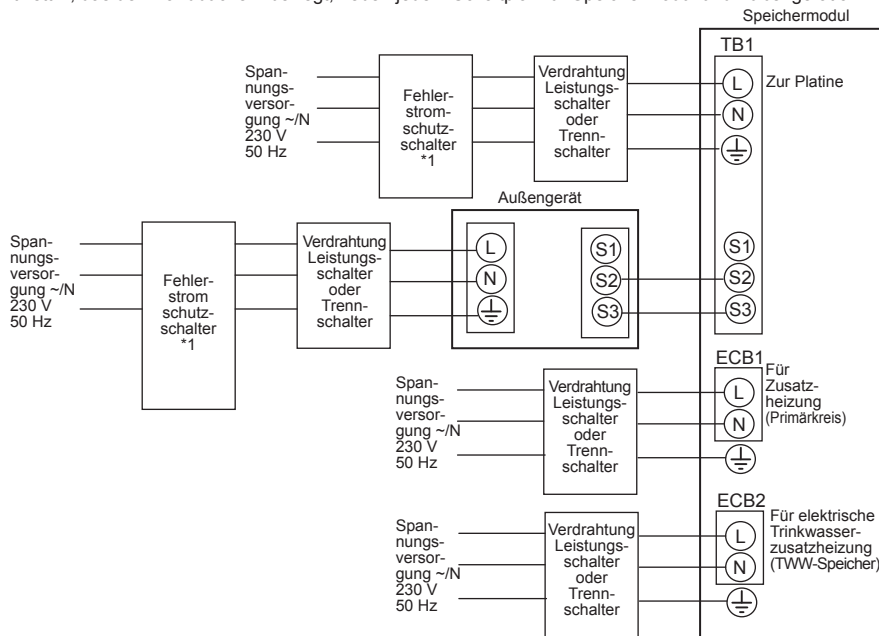 Speichermodul
TB1
Span-
nungs-
versor-
gung ~/N
230 V
50 Hz
Fehler-
strom-
schutz-
schalter
*1
Verdrahtung
Leistungs-
schalter
oder
Trenn-
schalter
L
N
Zur Platine
Außengerät
Span-
nungs-
versor-
gung ~/N
230 V
50 Hz
Fehler-
strom
schutz-
schalter
*1
Verdrahtung
Leistungs-
schalter
oder
Trenn-
schalter
L
N
S1
S2
S3
S1
S2
S3
ECB1
Span-
nungs-
versor-
gung ~/N
230 V
50 Hz
Verdrahtung
Leistungs-
schalter
oder
Trenn-
schalter
L
N
Für
Zusatz-
heizung
(Primärkreis)
ECB2
Span-
nungs-
versor-
gung ~/N
230 V
50 Hz
Verdrahtung
Leistungs-
schalter
oder
Trenn-
schalter
L
N
Für elektrische
Trinkwasser-
zusatzheizung
(TWW-Speicher)